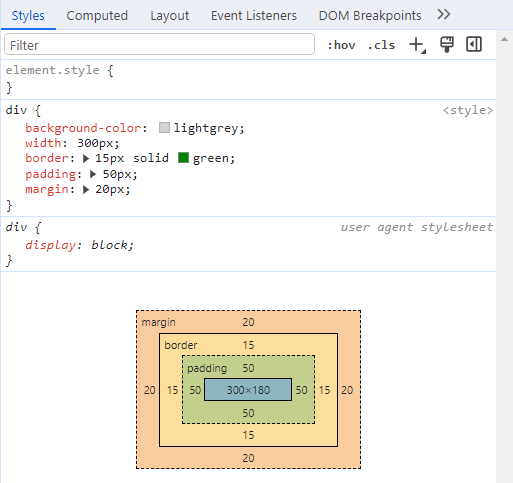 Styles Computed Layout Event Listeners DOM Breakpoints
Filter :hov .cls
element.style {
}
div { <style>
background-color: lightgrey;
width: 300px;
border: 15px solid green;
padding: 50px;
margin: 20px;
}
div { user agent stylesheet
display: block;
}
margin 20
border 15
padding 50
20 15 50 300×180 50 15 20
50
15
20